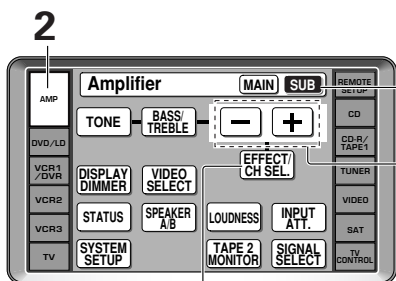 2
AMP
Amplifier
MAIN
SUB
REMOTE
SETUP
TONE
BASS/
TREBLE
–
+
CD
DVD/LD
CD-R/
TAPE1
EFFECT/
CH SEL.
VCR1
/DVR
DISPLAY
DIMMER
VIDEO
SELECT
TUNER
VCR2
VIDEO
STATUS
SPEAKER
A/B
LOUDNESS
INPUT
ATT.
VCR3
SAT
SYSTEM
SETUP
TAPE 2
MONITOR
SIGNAL
SELECT
TV
TV
CONTROL